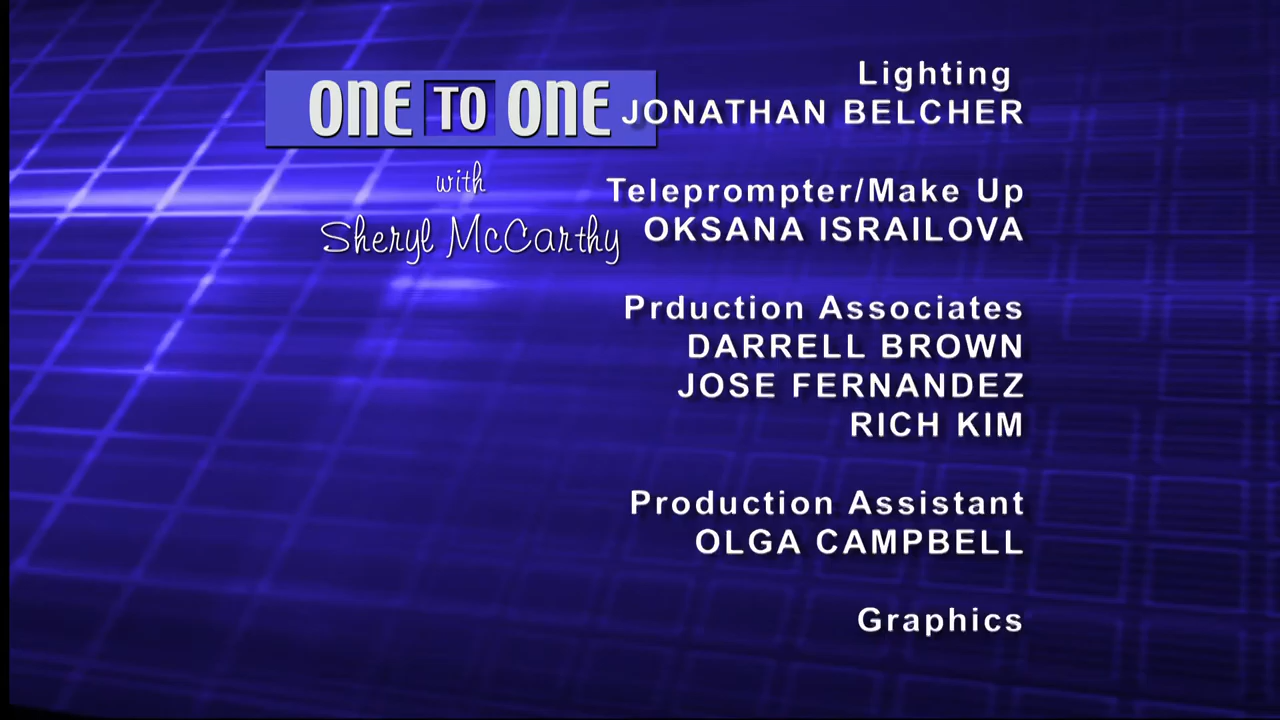 ONE TO ONE
with
Sheryl McCarthy
Lighting
JONATHAN BELCHER
Teleprompter/Make Up
OKSANA ISRAILOVA
Prduction Associates
DARRELL BROWN
JOSE FERNANDEZ
RICH KIM
Production Assistant
OLGA CAMPBELL
Graphics